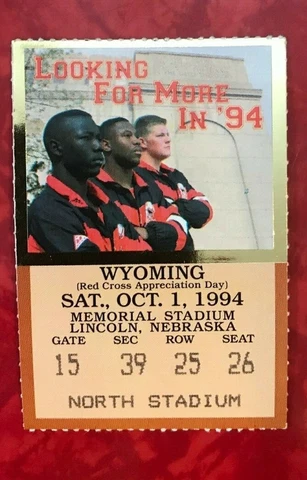 LOOKING
FOR MORE
IN '94
WYOMING
(Red Cross Appreciation Day)
SAT., OCT. 1, 1994
MEMORIAL STADIUM
LINCOLN, NEBRASKA
GATE SEC ROW SEAT
15 39 25 26
NORTH STADIUM